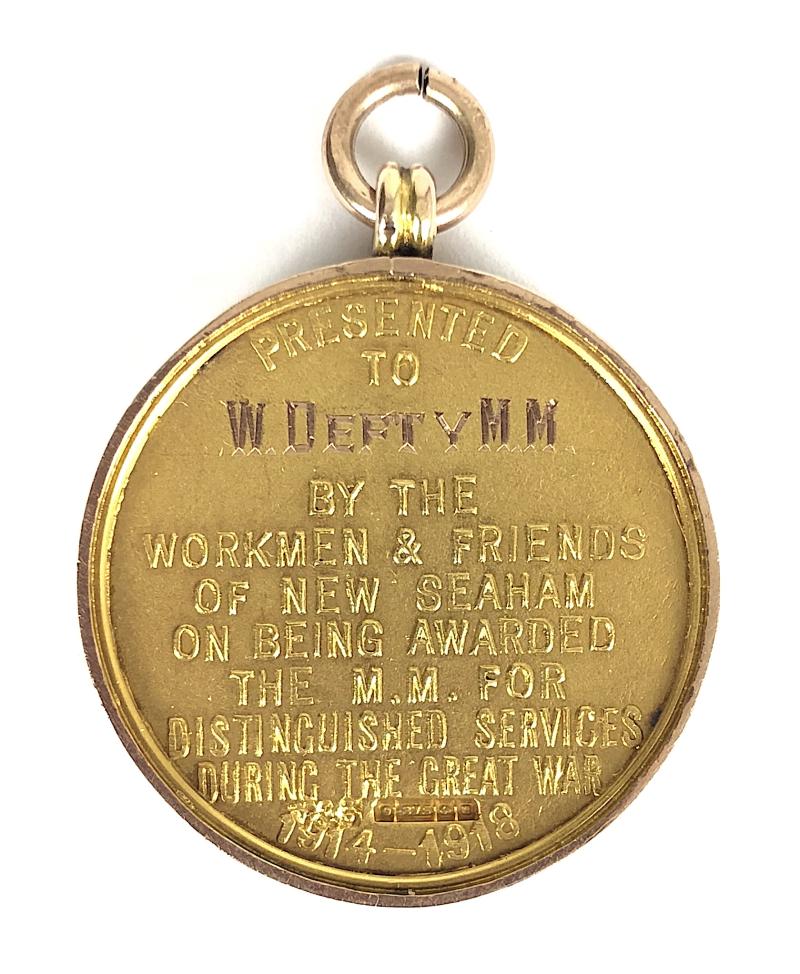 PRESENTED
TO
W. DEFTY M.M.
BY THE
WORKMEN & FRIENDS
OF NEW SEAHAM
ON BEING AWARDED
THE M.M. FOR
DISTINGUISHED SERVICES
DURING THE GREAT WAR
1914–1918